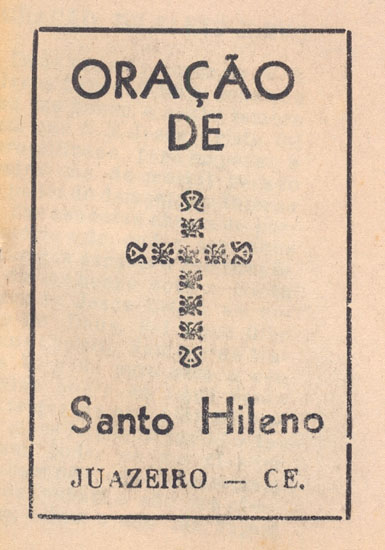 ORAÇÃO
DE
Santo Hileno
JUAZEIRO — CE.